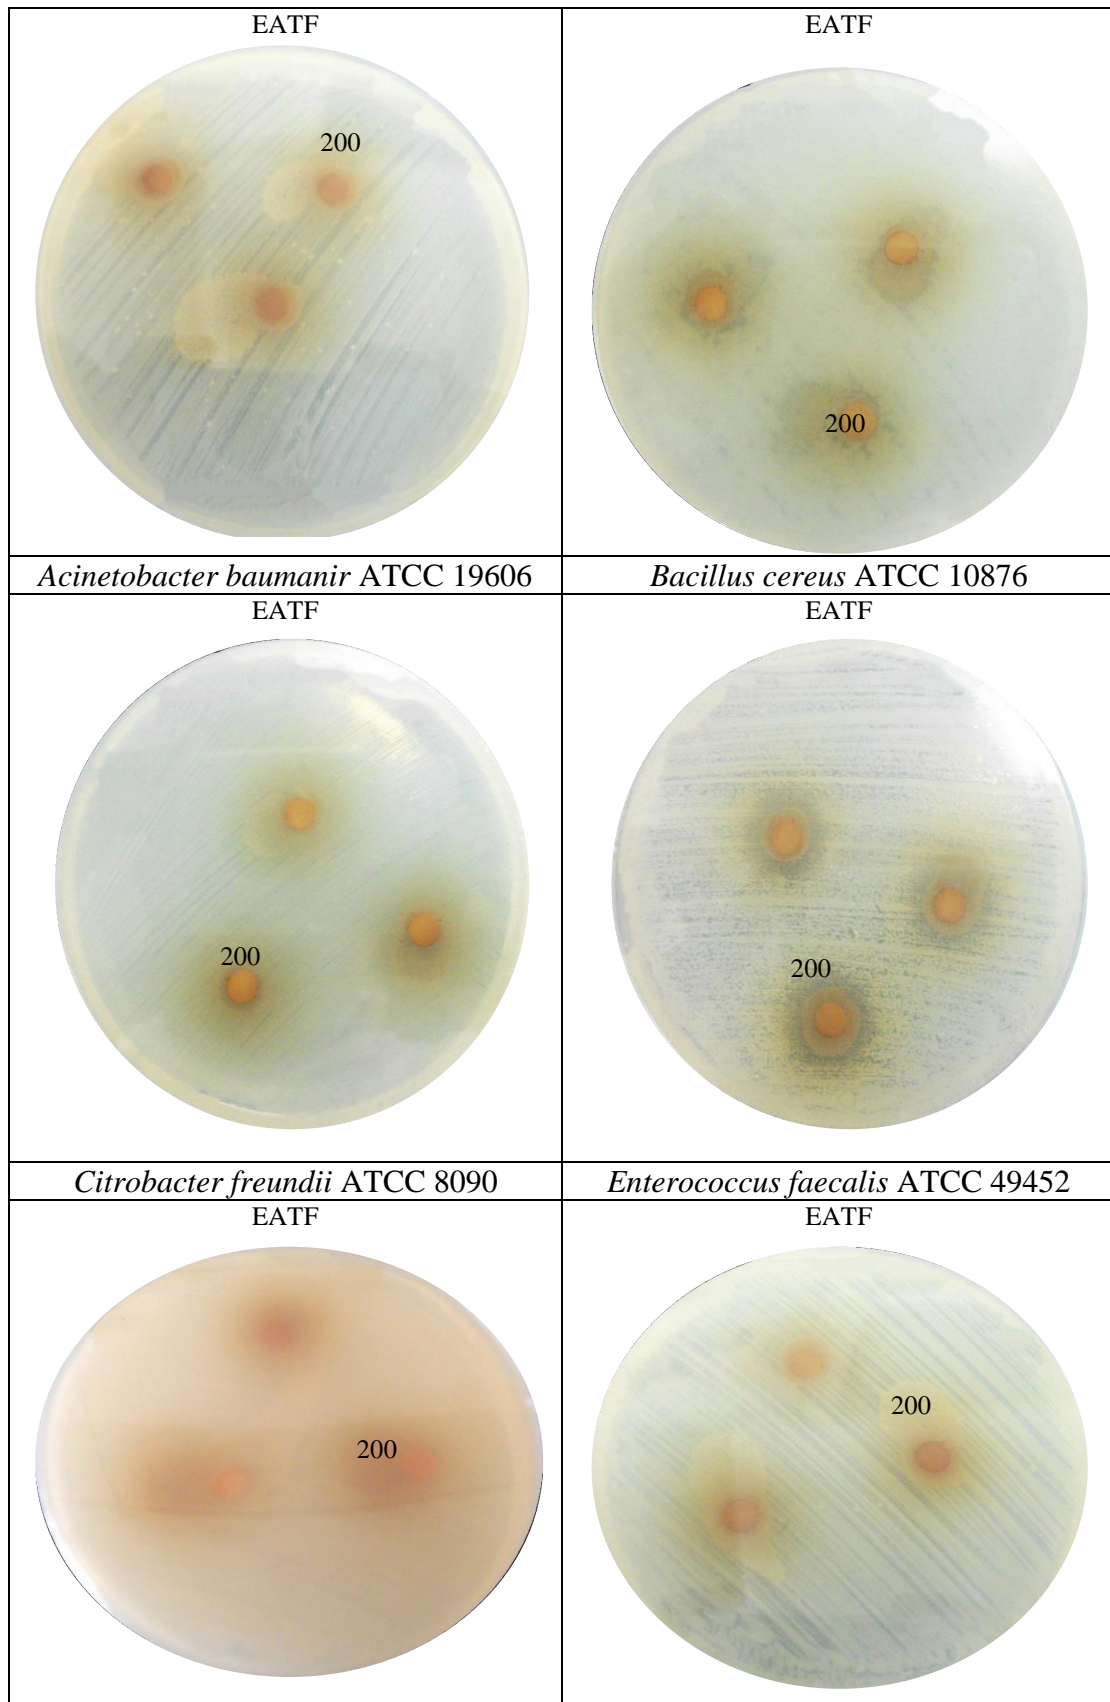 EATF
EATF
200
200
Acinetobacter baumanir ATCC 19606
Bacillus cereus ATCC 10876
EATF
EATF
200
200
Citrobacter freundii ATCC 8090
Enterococcus faecalis ATCC 49452
EATF
EATF
200
200